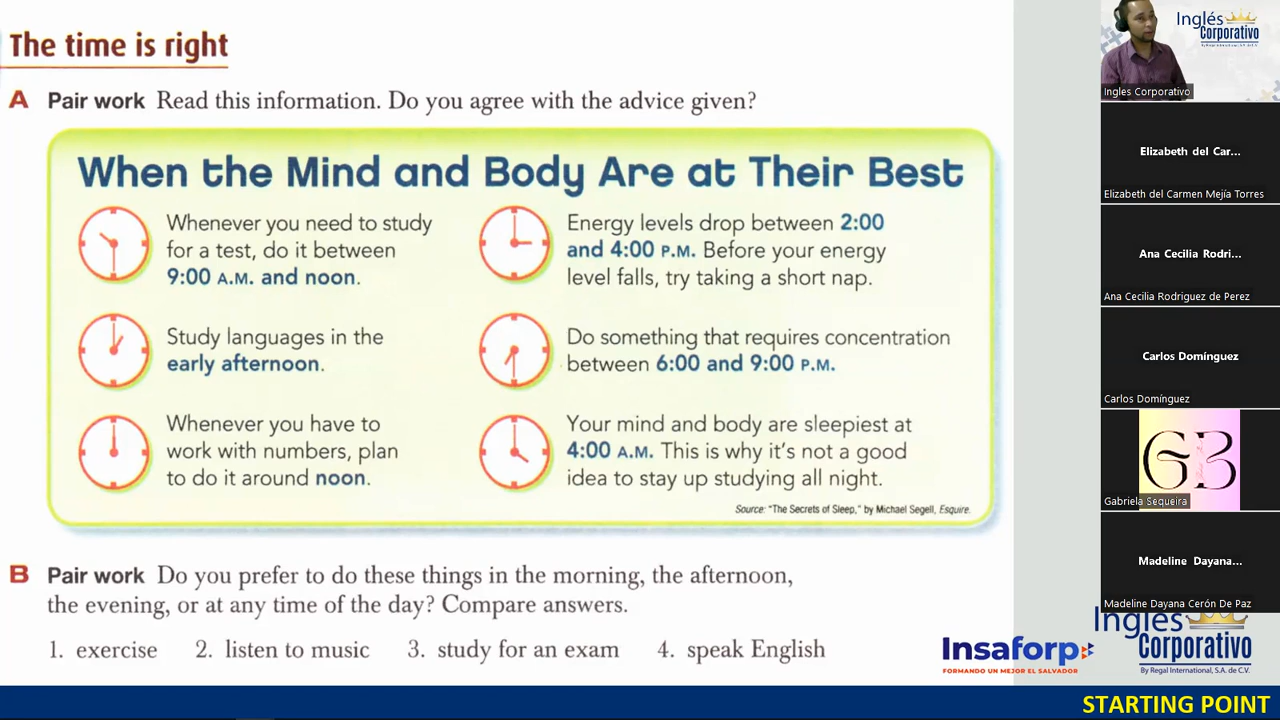 The time is right
A Pair work Read this information. Do you agree with the advice given?
When the Mind and Body Are at Their Best
Whenever you need to study
for a test, do it between
9:00 A.M. and noon.
Study languages in the
early afternoon.
Whenever you have to
work with numbers, plan
to do it around noon.
Energy levels drop between 2:00
and 4:00 P.M. Before your energy
level falls, try taking a short nap.
Do something that requires concentration
between 6:00 and 9:00 P.M.
Your mind and body are sleepiest at
4:00 A.M. This is why it's not a good
idea to stay up studying all night.
Source: "The Secrets of Sleep," by Michael Segell, Esquire.
B Pair work Do you prefer to do these things in the morning, the afternoon,
the evening, or at any time of the day? Compare answers.
1. exercise 2. listen to music 3. study for an exam 4. speak English
Insaforp
FORMANDO UN MEJOR EL SALVADOR
Inglés
Corporativo
By Regal International, S.A. de C.V.
STARTING POINT
Inglés
Corporativo
Ingles Corporativo
Elizabeth del Car...
Elizabeth del Carmen Mejía Torres
Ana Cecilia Rodri...
Ana Cecilia Rodriguez de Perez
Carlos Domínguez
Carlos Domínguez
GB
Gabriela Sequeira
Madeline Dayana...
Madeline Dayana Cerón De Paz